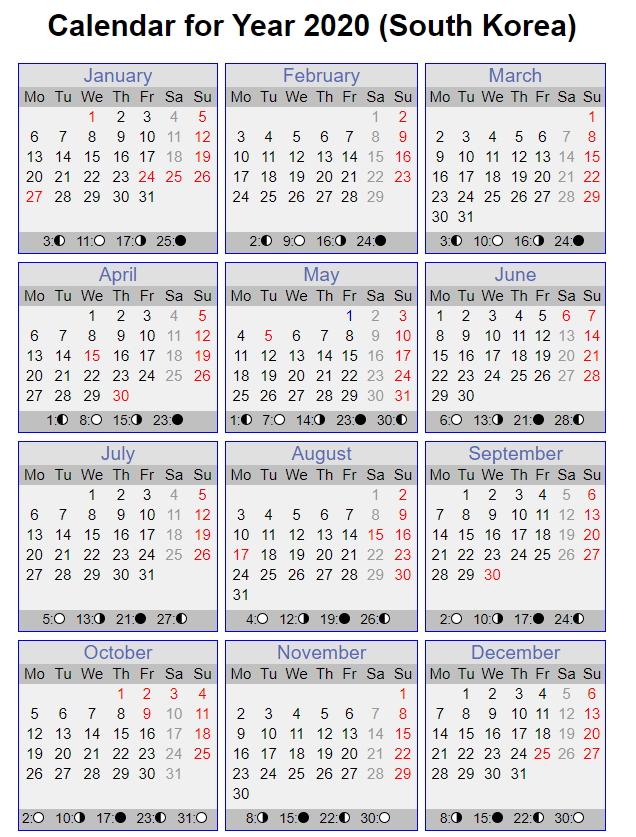 Calendar for Year 2020 (South Korea)
January
Mo Tu We Th Fr Sa Su
1 2 3 4 5
6 7 8 9 10 11 12
13 14 15 16 17 18 19
20 21 22 23 24 25 26
27 28 29 30 31
3:◐ 11:○ 17:◑ 25:●
February
Mo Tu We Th Fr Sa Su
1 2
3 4 5 6 7 8 9
10 11 12 13 14 15 16
17 18 19 20 21 22 23
24 25 26 27 28 29
2:◐ 9:○ 16:◑ 24:●
March
Mo Tu We Th Fr Sa Su
1
2 3 4 5 6 7 8
9 10 11 12 13 14 15
16 17 18 19 20 21 22
23 24 25 26 27 28 29
30 31
3:◐ 10:○ 16:◑ 24:●
April
Mo Tu We Th Fr Sa Su
1 2 3 4 5
6 7 8 9 10 11 12
13 14 15 16 17 18 19
20 21 22 23 24 25 26
27 28 29 30
1:◐ 8:○ 15:◑ 23:●
May
Mo Tu We Th Fr Sa Su
1 2 3
4 5 6 7 8 9 10
11 12 13 14 15 16 17
18 19 20 21 22 23 24
25 26 27 28 29 30 31
1:◐ 7:○ 14:◑ 23:● 30:◐
June
Mo Tu We Th Fr Sa Su
1 2 3 4 5 6 7
8 9 10 11 12 13 14
15 16 17 18 19 20 21
22 23 24 25 26 27 28
29 30
6:○ 13:◑ 21:● 28:◐
July
Mo Tu We Th Fr Sa Su
1 2 3 4 5
6 7 8 9 10 11 12
13 14 15 16 17 18 19
20 21 22 23 24 25 26
27 28 29 30 31
5:○ 13:◑ 21:● 27:◐
August
Mo Tu We Th Fr Sa Su
1 2
3 4 5 6 7 8 9
10 11 12 13 14 15 16
17 18 19 20 21 22 23
24 25 26 27 28 29 30
31
4:○ 12:◑ 19:● 26:◐
September
Mo Tu We Th Fr Sa Su
1 2 3 4 5 6
7 8 9 10 11 12 13
14 15 16 17 18 19 20
21 22 23 24 25 26 27
28 29 30
2:○ 10:◑ 17:● 24:◐
October
Mo Tu We Th Fr Sa Su
1 2 3 4
5 6 7 8 9 10 11
12 13 14 15 16 17 18
19 20 21 22 23 24 25
26 27 28 29 30 31
2:○ 10:◑ 17:● 23:◐ 31:○
November
Mo Tu We Th Fr Sa Su
1
2 3 4 5 6 7 8
9 10 11 12 13 14 15
16 17 18 19 20 21 22
23 24 25 26 27 28 29
30
8:◑ 15:● 22:◐ 30:○
December
Mo Tu We Th Fr Sa Su
1 2 3 4 5 6
7 8 9 10 11 12 13
14 15 16 17 18 19 20
21 22 23 24 25 26 27
28 29 30 31
8:◑ 15:● 22:◐ 30:○